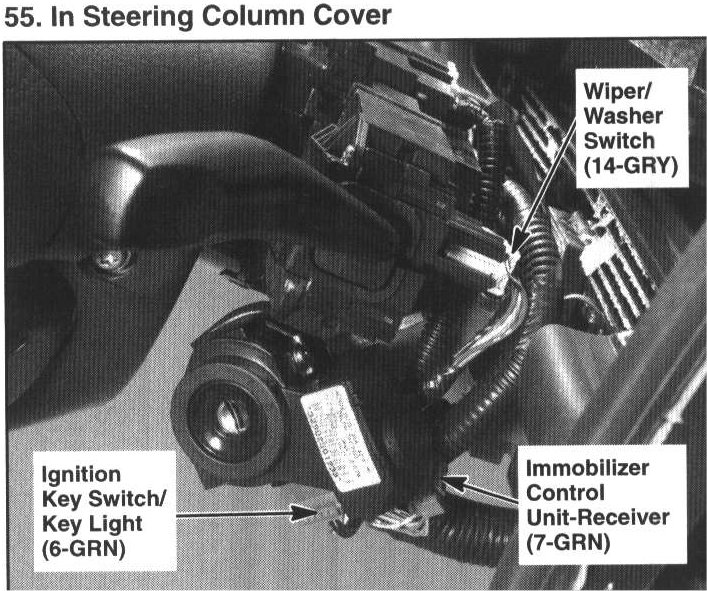 55. In Steering Column Cover
Wiper/
Washer
Switch
(14-GRY)
Ignition
Key Switch/
Key Light
(6-GRN)
Immobilizer
Control
Unit-Receiver
(7-GRN)